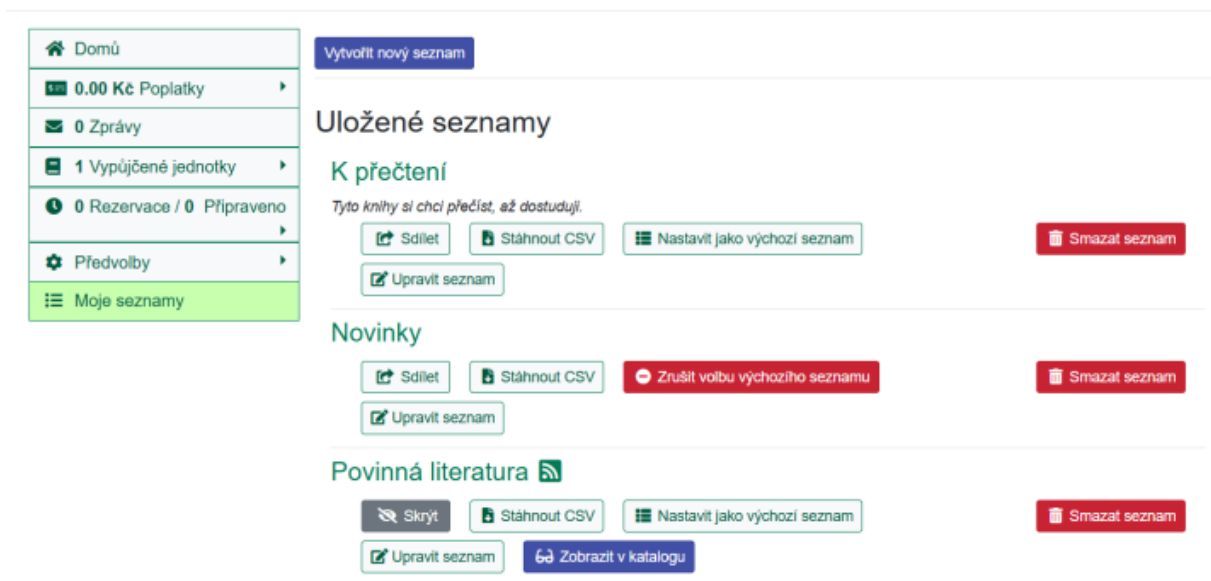 Domů
0.00 Kč Poplatky
0 Zprávy
1 Vypůjčené jednotky
0 Rezervace / 0 Připraveno
Předvolby
Moje seznamy
Vytvořit nový seznam
Uložené seznamy
K přečtení
Tyto knihy si chci přečíst, až dostuduji.
Sdílet Stáhnout CSV Nastavit jako výchozí seznam Smazat seznam
Upravit seznam
Novinky
Sdílet Stáhnout CSV Zrušit volbu výchozího seznamu Smazat seznam
Upravit seznam
Povinná literatura
Skrýt Stáhnout CSV Nastavit jako výchozí seznam Smazat seznam
Upravit seznam Zobrazit v katalogu